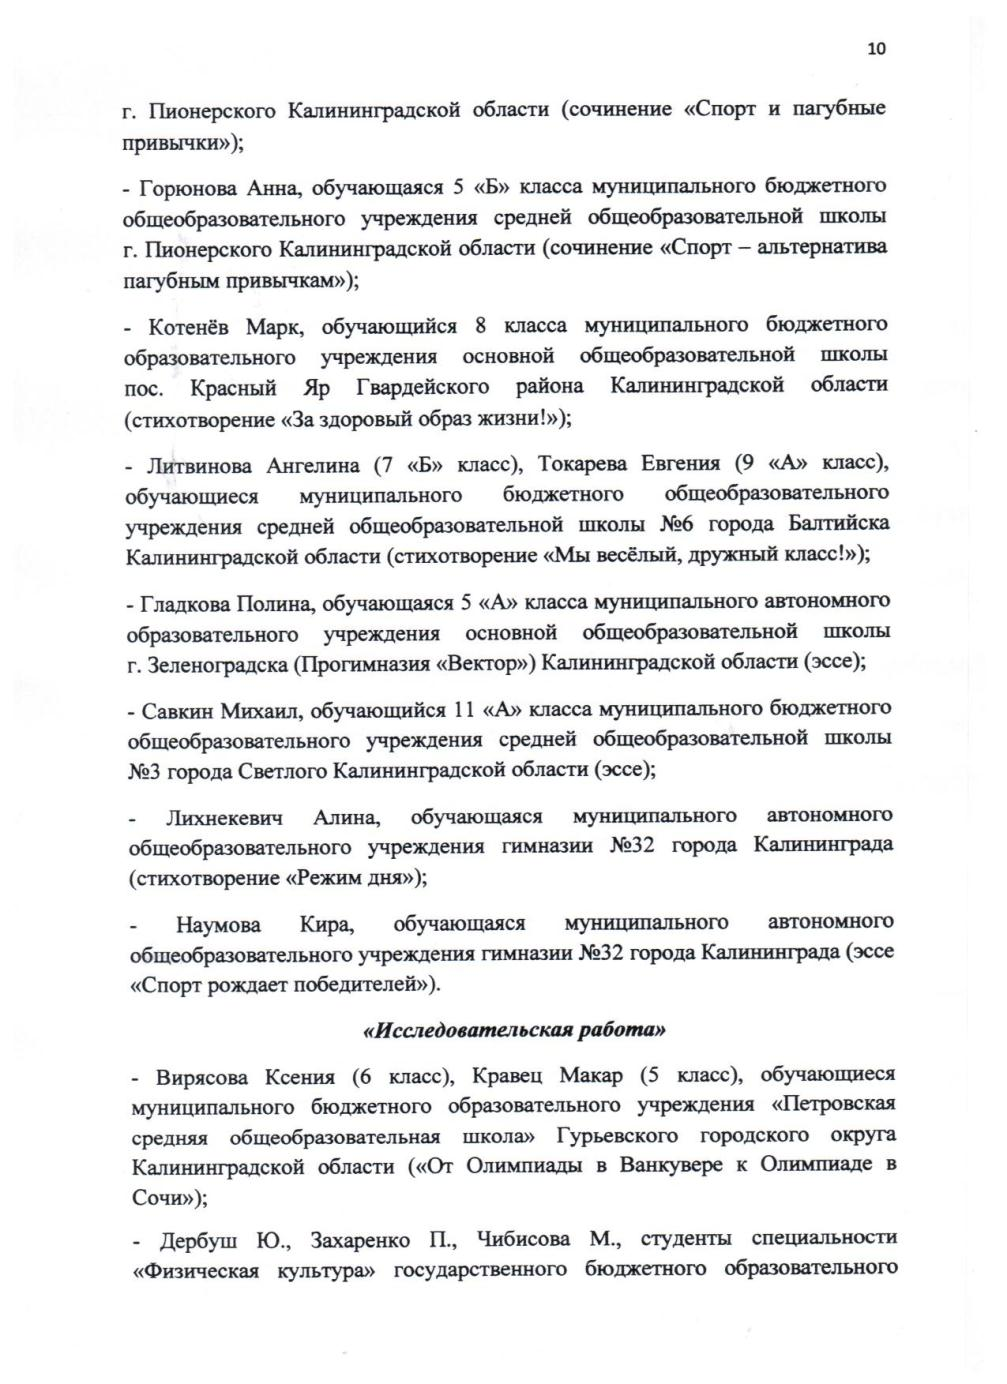 10
г. Пионерского Калининградской области (сочинение «Спорт и пагубные
привычки»);
- Горюнова Анна, обучающаяся 5 «Б» класса муниципального бюджетного
общеобразовательного учреждения средней общеобразовательной школы
г. Пионерского Калининградской области (сочинение «Спорт – альтернатива
пагубным привычкам»);
- Котенёв Марк, обучающийся 8 класса муниципального бюджетного
образовательного учреждения основной общеобразовательной школы
пос. Красный Яр Гвардейского района Калининградской области
(стихотворение «За здоровый образ жизни!»);
- Литвинова Ангелина (7 «Б» класс), Токарева Евгения (9 «А» класс),
обучающиеся муниципального бюджетного общеобразовательного
учреждения средней общеобразовательной школы №6 города Балтийска
Калининградской области (стихотворение «Мы весёлый, дружный класс!»);
- Гладкова Полина, обучающаяся 5 «А» класса муниципального автономного
образовательного учреждения основной общеобразовательной школы
г. Зеленоградска (Прогимназия «Вектор») Калининградской области (эссе);
- Савкин Михаил, обучающийся 11 «А» класса муниципального бюджетного
общеобразовательного учреждения средней общеобразовательной школы
№3 города Светлого Калининградской области (эссе);
- Лихнекевич Алина, обучающаяся муниципального автономного
общеобразовательного учреждения гимназии №32 города Калининграда
(стихотворение «Режим дня»);
- Наумова Кира, обучающаяся муниципального автономного
общеобразовательного учреждения гимназии №32 города Калининграда (эссе
«Спорт рождает победителей»).
«Исследовательская работа»
- Вирясова Ксения (6 класс), Кравец Макар (5 класс), обучающиеся
муниципального бюджетного образовательного учреждения «Петровская
средняя общеобразовательная школа» Гурьевского городского округа
Калининградской области («От Олимпиады в Ванкувере к Олимпиаде в
Сочи»);
- Дербуш Ю., Захаренко П., Чибисова М., студенты специальности
«Физическая культура» государственного бюджетного образовательного